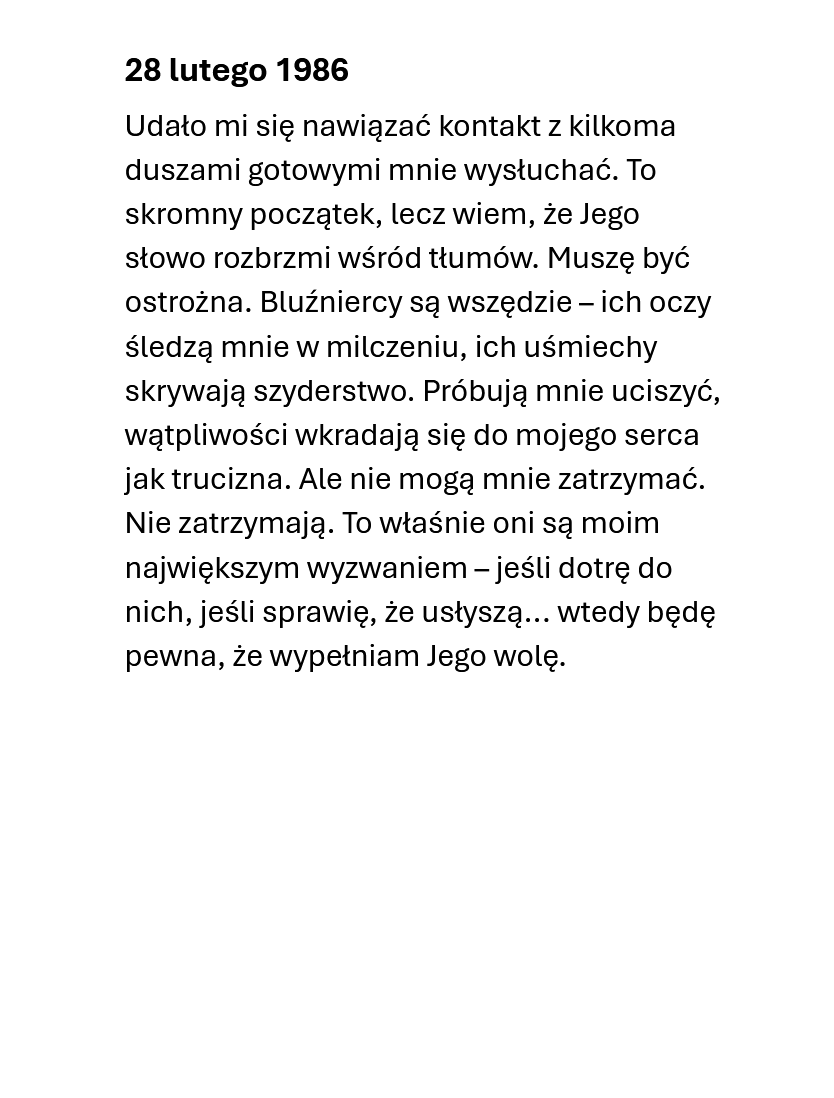 28 lutego 1986
Udało mi się nawiązać kontakt z kilkoma
duszami gotowymi mnie wysłuchać. To
skromny początek, lecz wiem, że Jego
słowo rozbrzmi wśród tłumów. Muszę być
ostrożna. Bluźniercy są wszędzie – ich oczy
śledzą mnie w milczeniu, ich uśmiechy
skrywają szyderstwo. Próbują mnie uciszyć,
wątpliwości wkradają się do mojego serca
jak trucizna. Ale nie mogą mnie zatrzymać.
Nie zatrzymają. To właśnie oni są moim
największym wyzwaniem – jeśli dotrę do
nich, jeśli sprawię, że usłyszą... wtedy będę
pewna, że wypełniam Jego wolę.